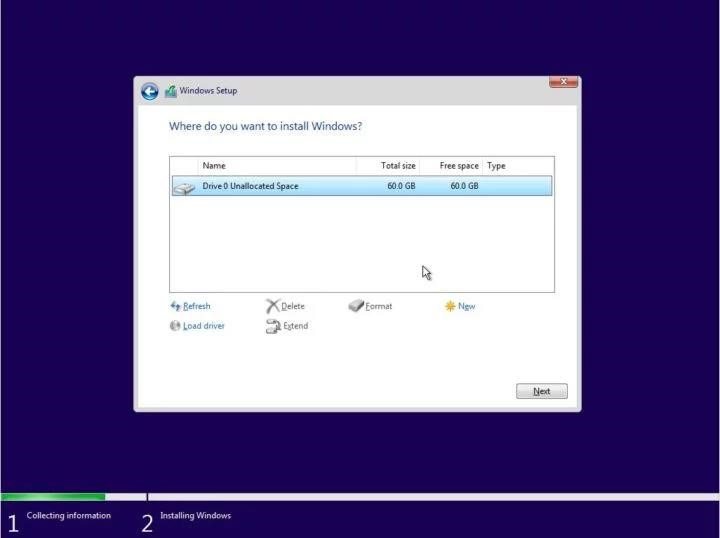 Windows Setup
Where do you want to install Windows?
Name Total size Free space Type
Drive 0 Unallocated Space 60.0 GB 60.0 GB
Refresh Delete Format New
Load driver Extend
Next
1 Collecting information 2 Installing Windows